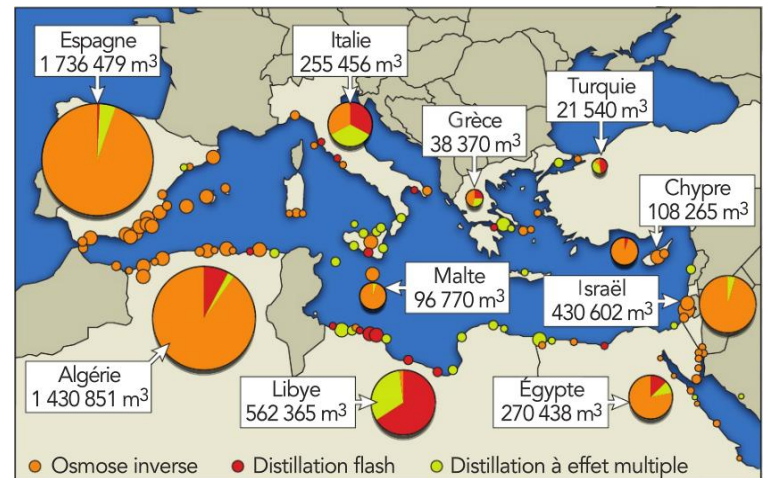 Espagne
1 736 479 m³
Italie
255 456 m³
Turquie
21 540 m³
Grèce
38 370 m³
Chypre
108 265 m³
Malte
96 770 m³
Israël
430 602 m³
Algérie
1 430 851 m³
Libye
562 365 m³
Égypte
270 438 m³
Osmose inverse
Distillation flash
Distillation à effet multiple